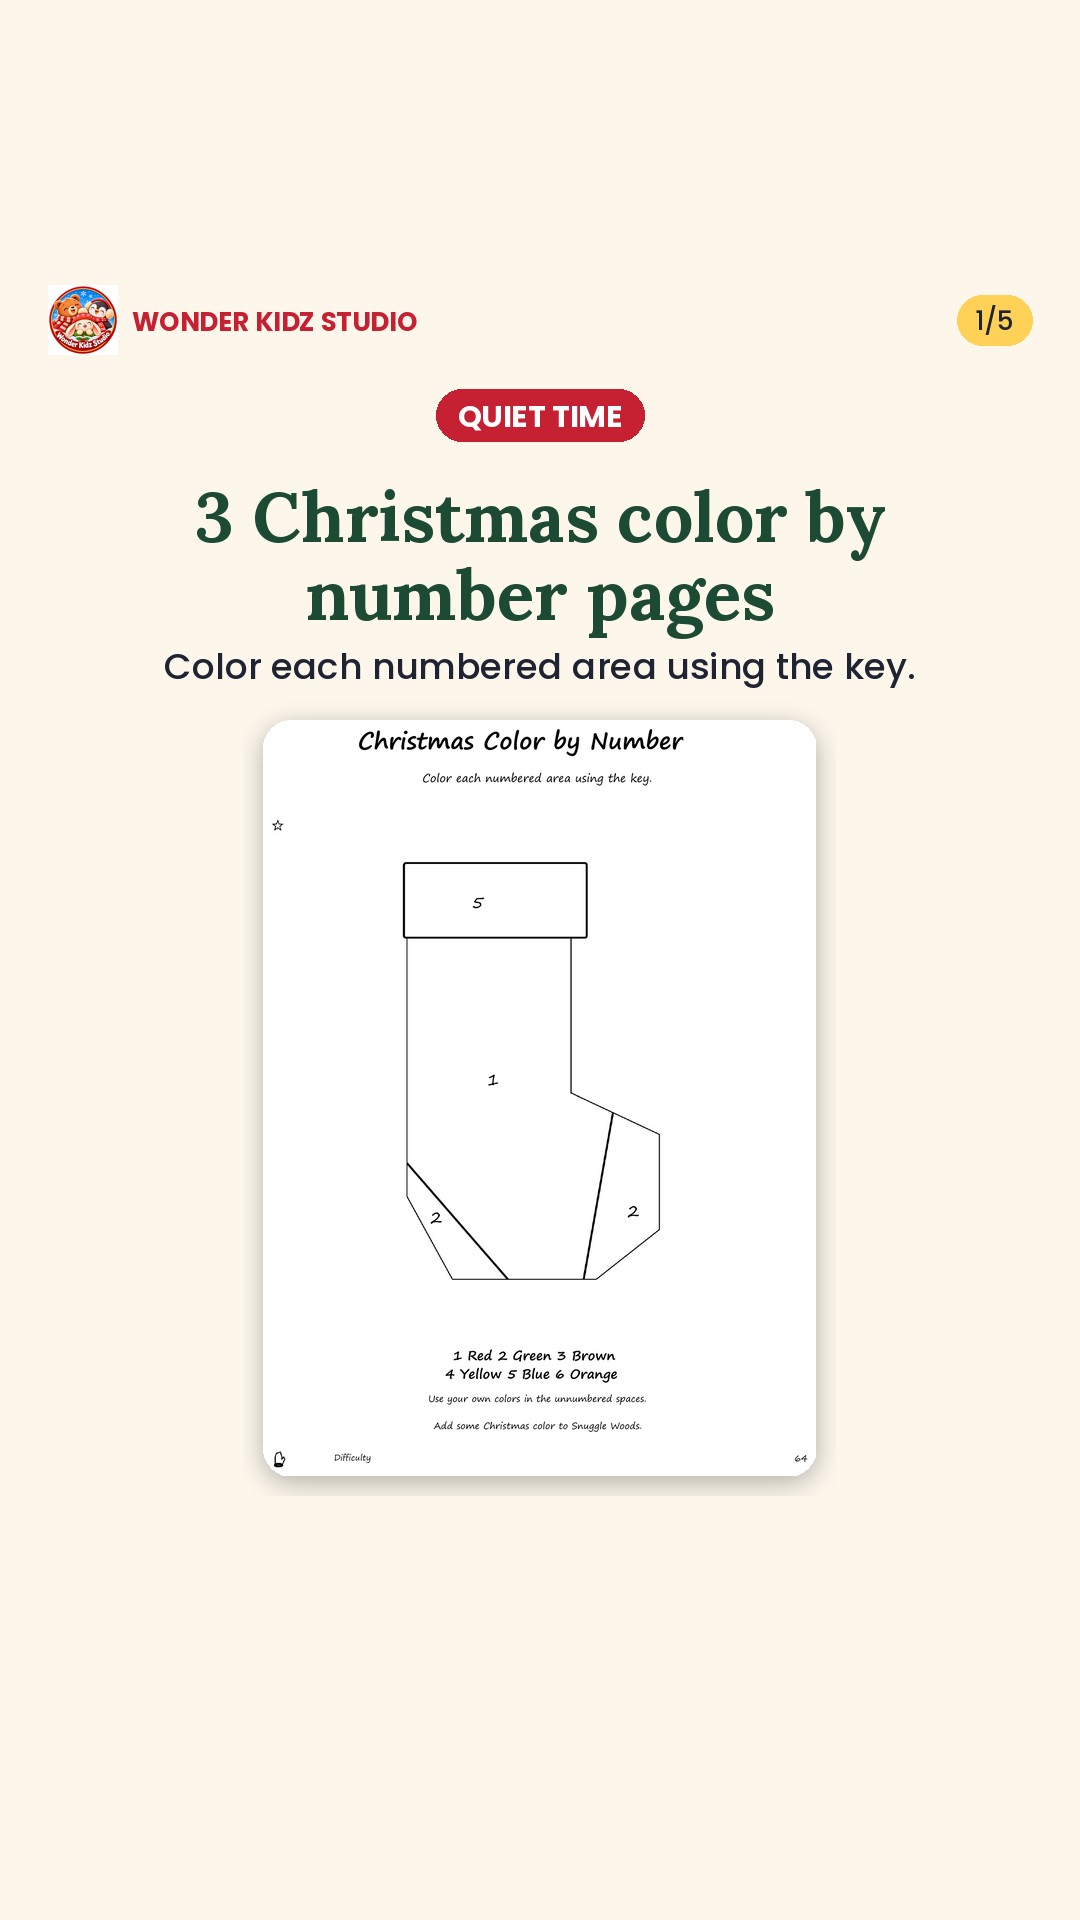 Wonder Kidz Studio
WONDER KIDZ STUDIO
1/5
QUIET TIME
3 Christmas color by
number pages
Color each numbered area using the key.
Christmas Color by Number
Color each numbered area using the key.
5
1
2
2
1 Red 2 Green 3 Brown
4 Yellow 5 Blue 6 Orange
Use your own colors in the unnumbered spaces.
Add some Christmas color to Snuggle Woods.
Difficulty
64